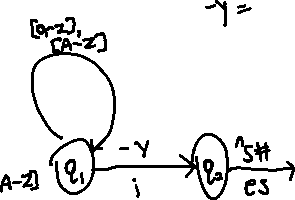 -Y =
[a-z],
[A-Z]
-Y
^s#
A-Z]
q1
q2
i
es